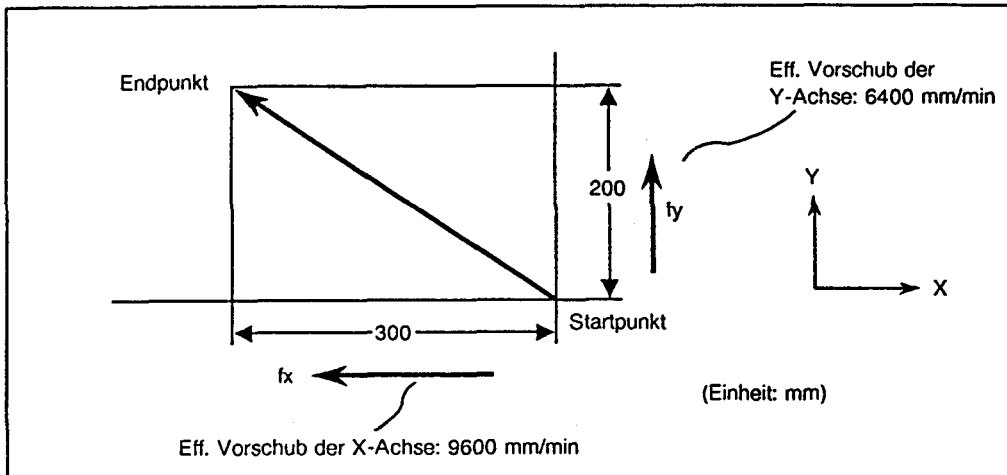 Endpunkt
Eff. Vorschub der
Y-Achse: 6400 mm/min
200
fy
Y
X
300
Startpunkt
fx
(Einheit: mm)
Eff. Vorschub der X-Achse: 9600 mm/min